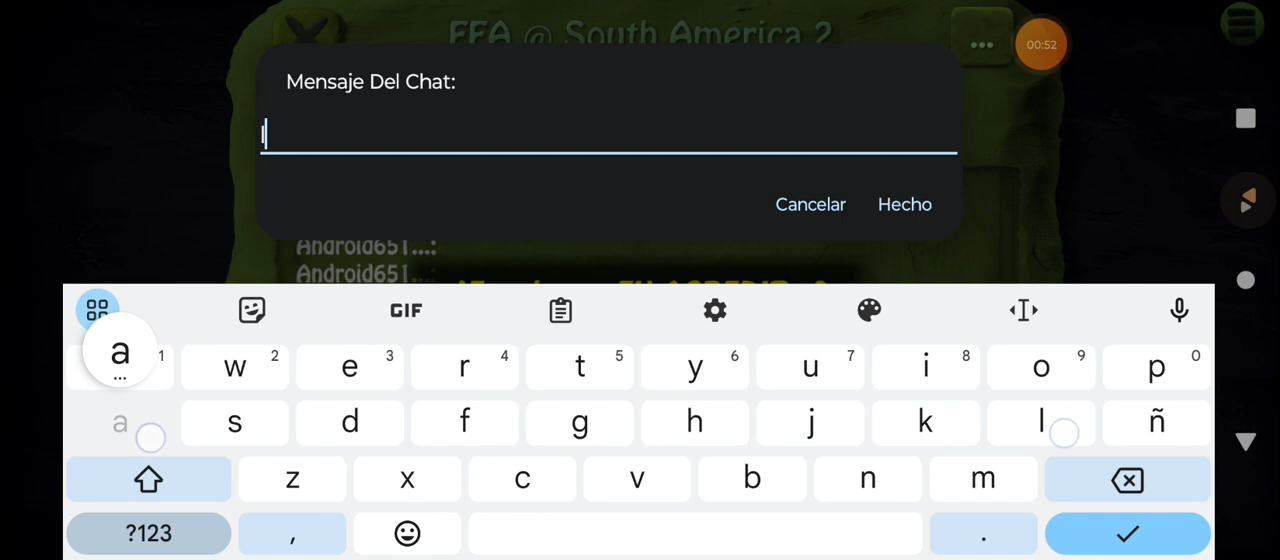 FFA @ South America 2
00:52
Mensaje Del Chat:
l
Cancelar Hecho
Android651...:
Android651...:
GIF
a 1 w 2 e 3 r 4 t 5 y 6 u 7 i 8 o 9 p 0
a s d f g h j k l ñ
z x c v b n m
?123 , .